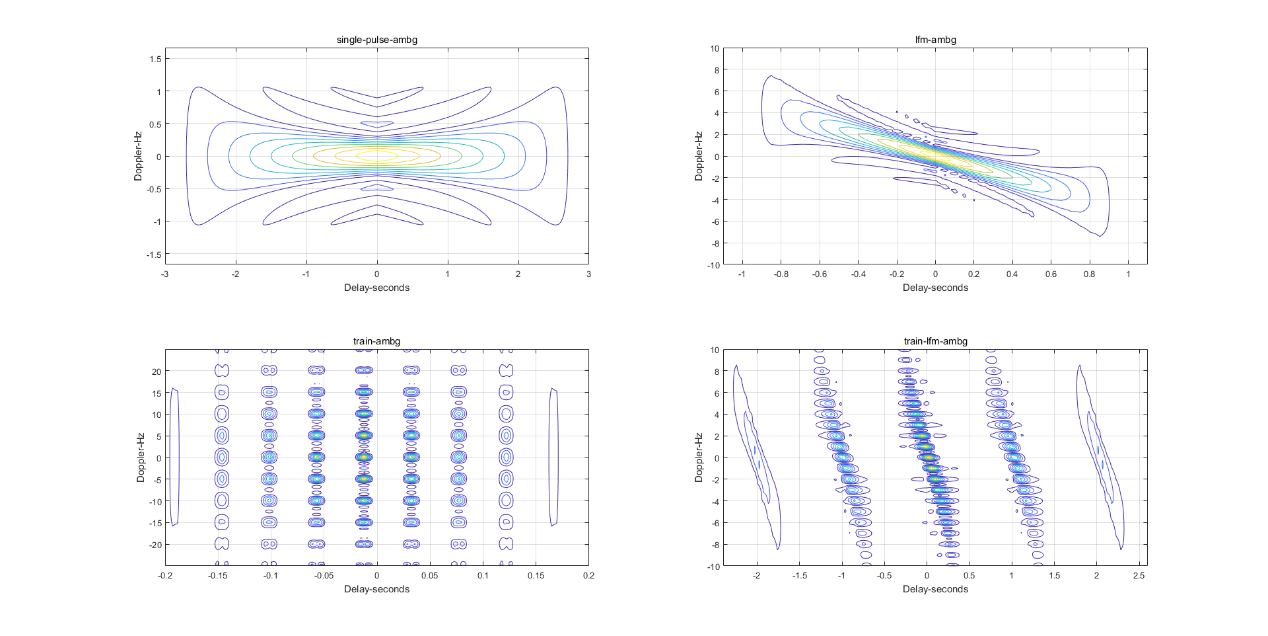 single-pulse-ambg
1.5
1
0.5
0
-0.5
-1
-1.5
Doppler-Hz
-3 -2 -1 0 1 2 3
Delay-seconds
lfm-ambg
10
8
6
4
2
0
-2
-4
-6
-8
-10
Doppler-Hz
-1 -0.8 -0.6 -0.4 -0.2 0 0.2 0.4 0.6 0.8 1
Delay-seconds
train-ambg
20
15
10
5
0
-5
-10
-15
-20
Doppler-Hz
-0.2 -0.15 -0.1 -0.05 0 0.05 0.1 0.15 0.2
Delay-seconds
train-lfm-ambg
10
8
6
4
2
0
-2
-4
-6
-8
-10
Doppler-Hz
-2 -1.5 -1 -0.5 0 0.5 1 1.5 2 2.5
Delay-seconds